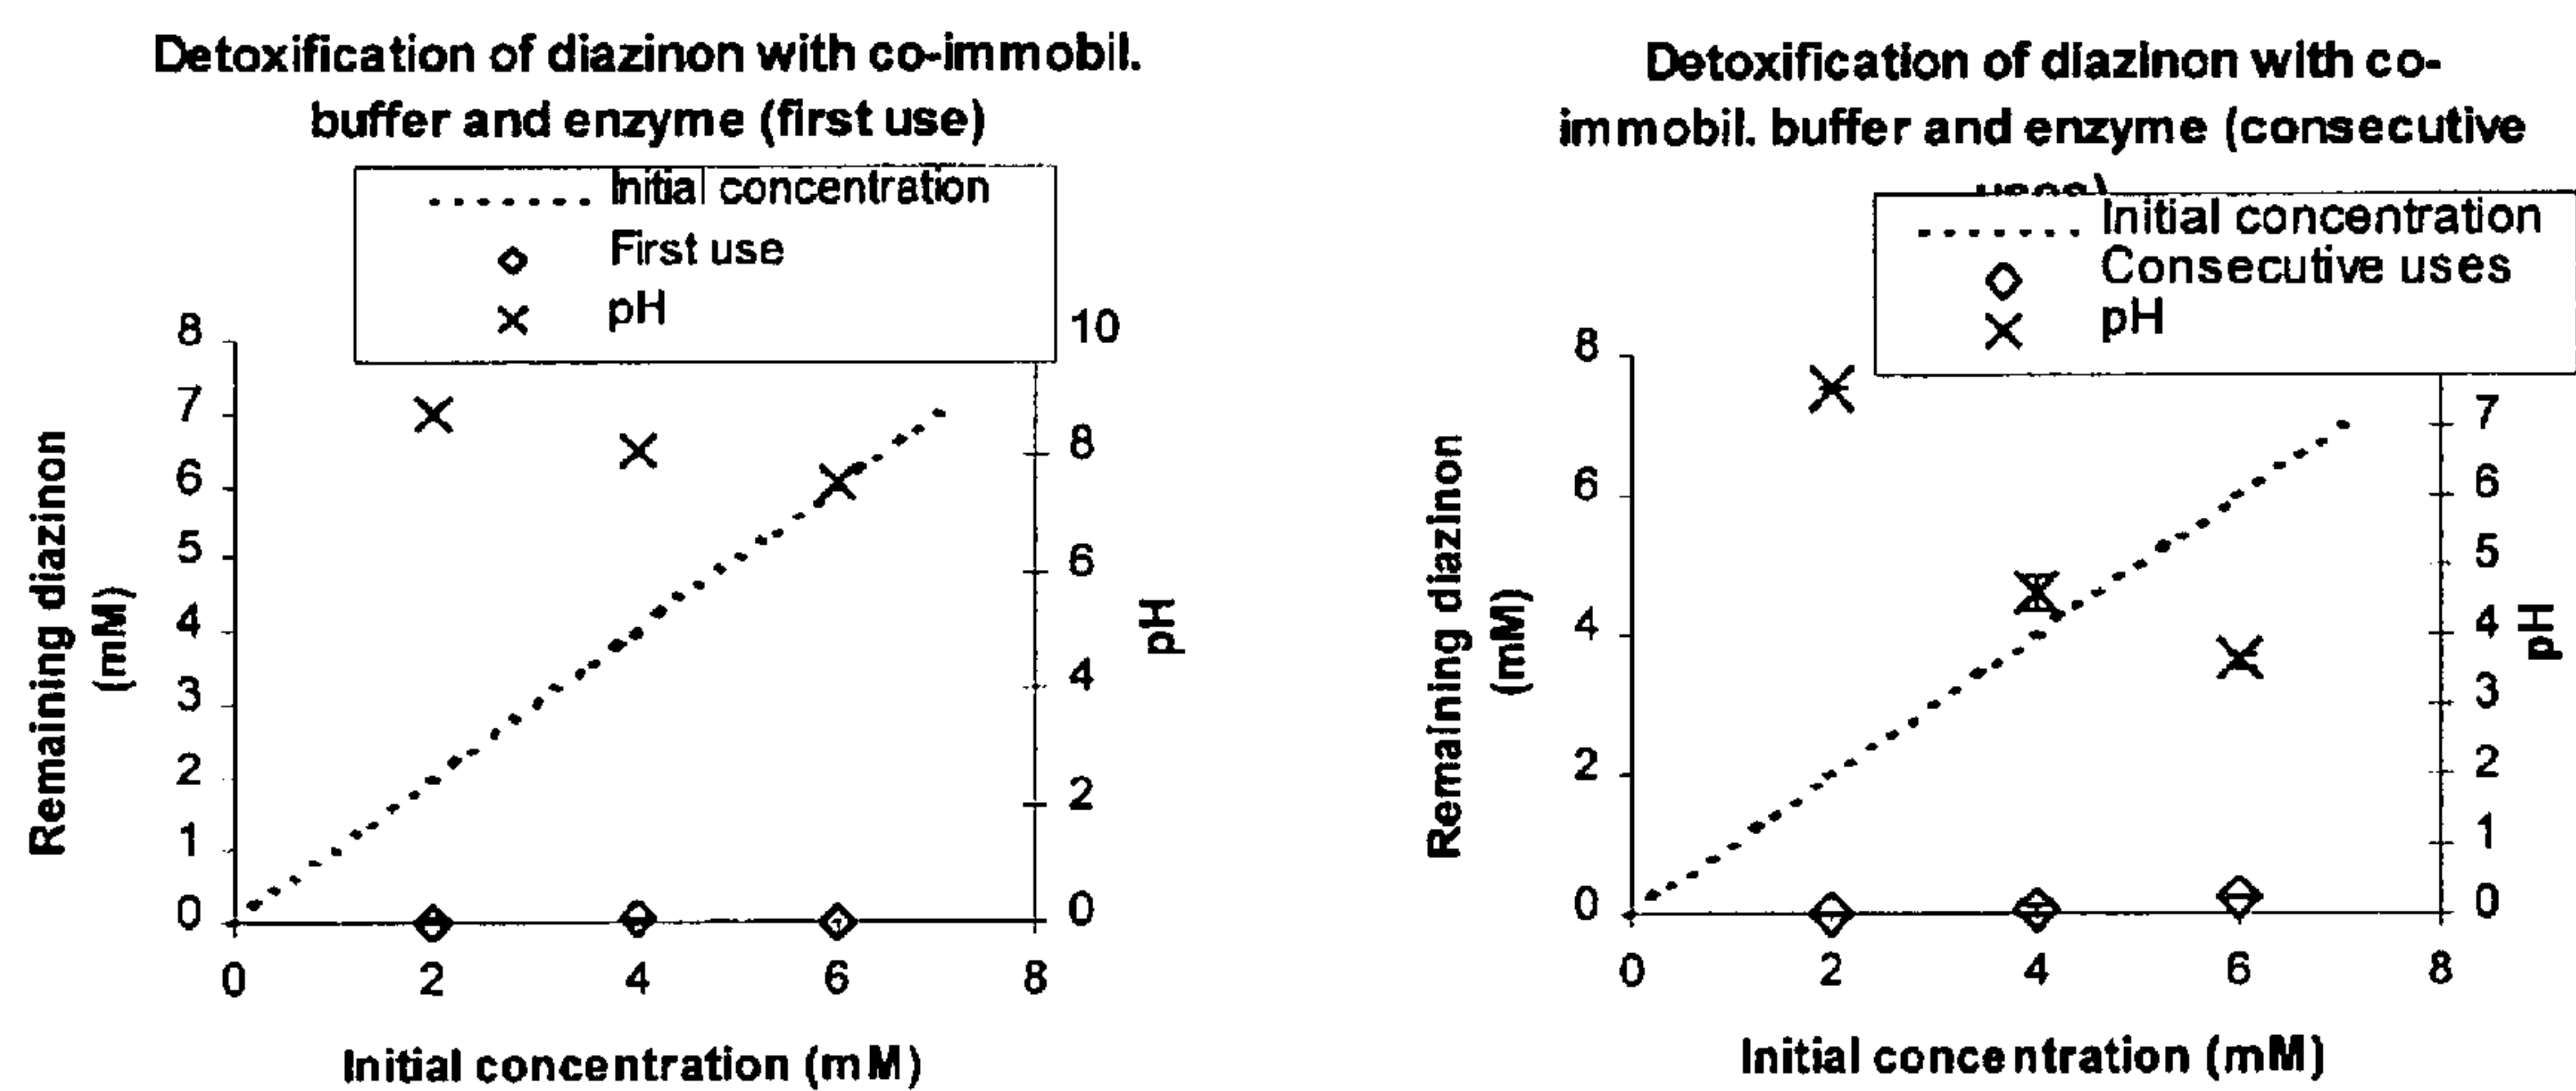 Detoxification of diazinon with co-immobil.
buffer and enzyme (first use)
Initial concentration
First use
pH
8
7
6
5
4
3
2
1
0
10
8
6
4
2
0
0
2
4
6
8
Remaining diazinon
(mM)
pH
Initial concentration (mM)
Detoxification of diazinon with co-
immobil. buffer and enzyme (consecutive
Initial concentration
Consecutive uses
pH
8
6
4
2
0
7
6
5
4
3
2
1
0
0
2
4
6
8
Remaining diazinon
(mM)
pH
Initial concentration (mM)